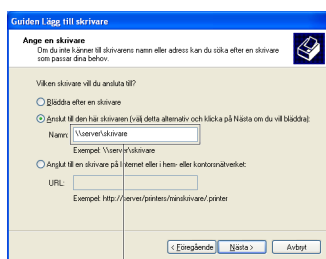 Guiden Lägg till skrivare
Ange en skrivare
Om du inte känner till skrivarens namn eller adress kan du söka efter en skrivare
som passar dina behov.
Vilken skrivare vill du ansluta till?
Bläddra efter en skrivare
Anslut till den här skrivaren (välj detta alternativ och klicka på Nästa om du vill bläddra):
Namn: \\server\skrivare
Exempel: \\server\skrivare
Anslut till en skrivare på Internet eller i hem- eller kontorsnätverket:
URL:
Exempel: http://server/printers/minskrivare/.printer
< Föregående
Nästa >
Avbryt